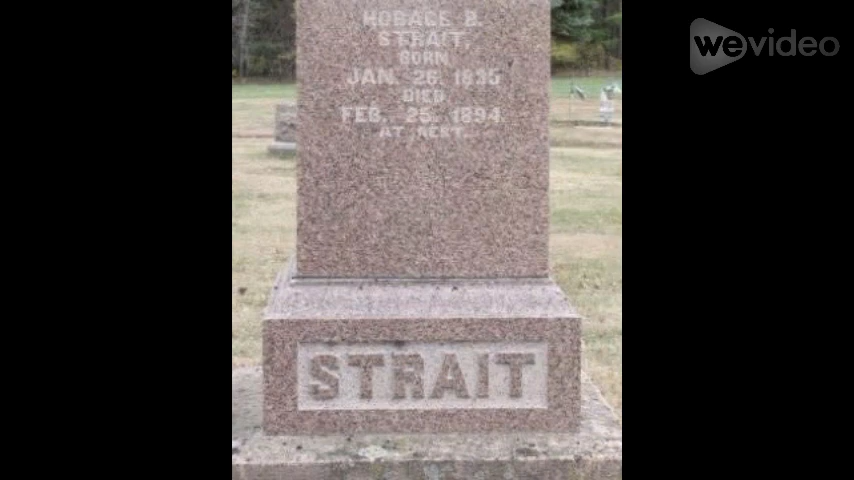 HORACE B.
STRAIT.
BORN
JAN. 26. 1835
DIED
FEB. 25. 1894.
AT REST.
STRAIT
wevideo